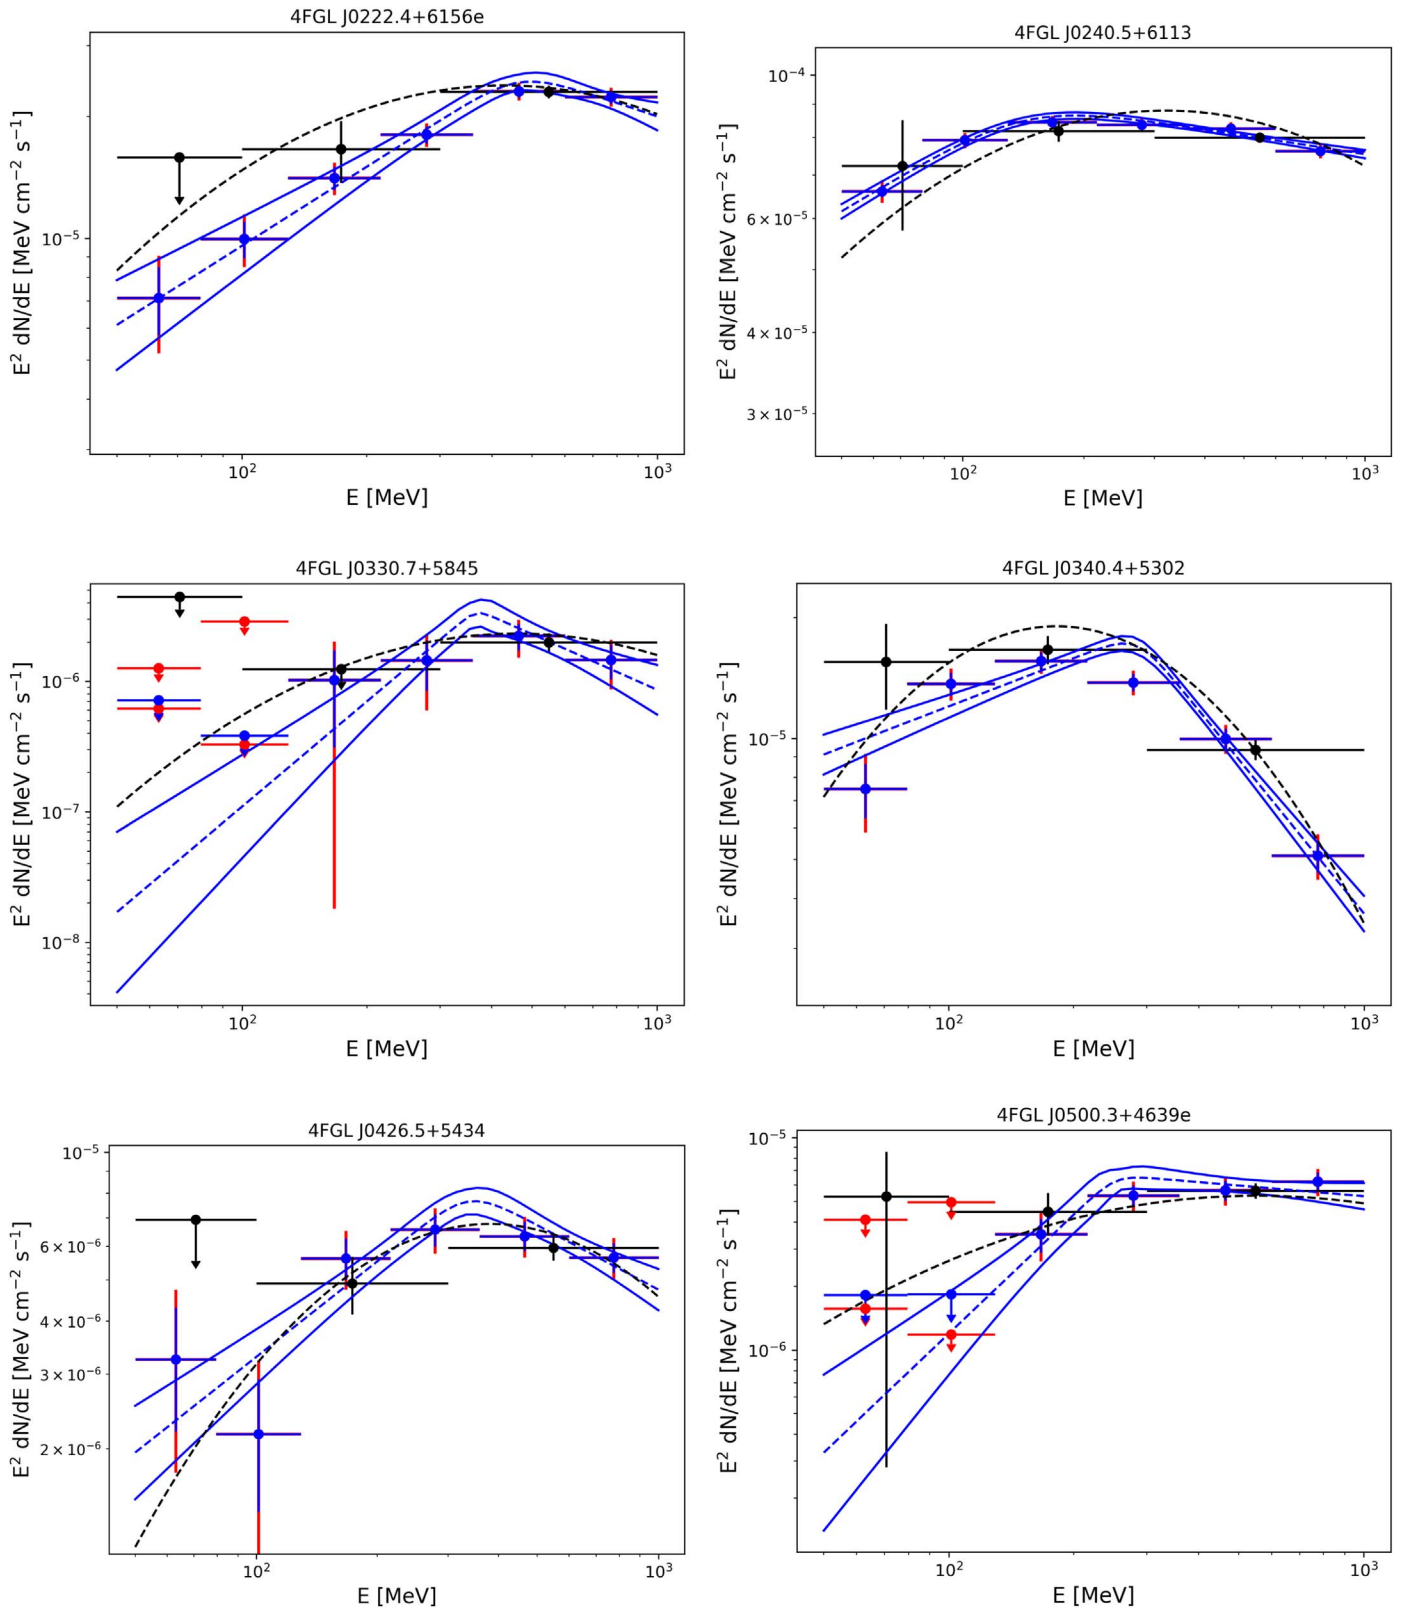 4FGL J0222.4+6156e
E² dN/dE [MeV cm⁻² s⁻¹]
10⁻⁵
10²
10³
E [MeV]
4FGL J0240.5+6113
E² dN/dE [MeV cm⁻² s⁻¹]
10⁻⁴
6 × 10⁻⁵
4 × 10⁻⁵
3 × 10⁻⁵
10²
10³
E [MeV]
4FGL J0330.7+5845
E² dN/dE [MeV cm⁻² s⁻¹]
10⁻⁶
10⁻⁷
10⁻⁸
10²
10³
E [MeV]
4FGL J0340.4+5302
E² dN/dE [MeV cm⁻² s⁻¹]
10⁻⁵
10²
10³
E [MeV]
4FGL J0426.5+5434
E² dN/dE [MeV cm⁻² s⁻¹]
10⁻⁵
6 × 10⁻⁶
4 × 10⁻⁶
3 × 10⁻⁶
2 × 10⁻⁶
10²
10³
E [MeV]
4FGL J0500.3+4639e
E² dN/dE [MeV cm⁻² s⁻¹]
10⁻⁵
10⁻⁶
10²
10³
E [MeV]